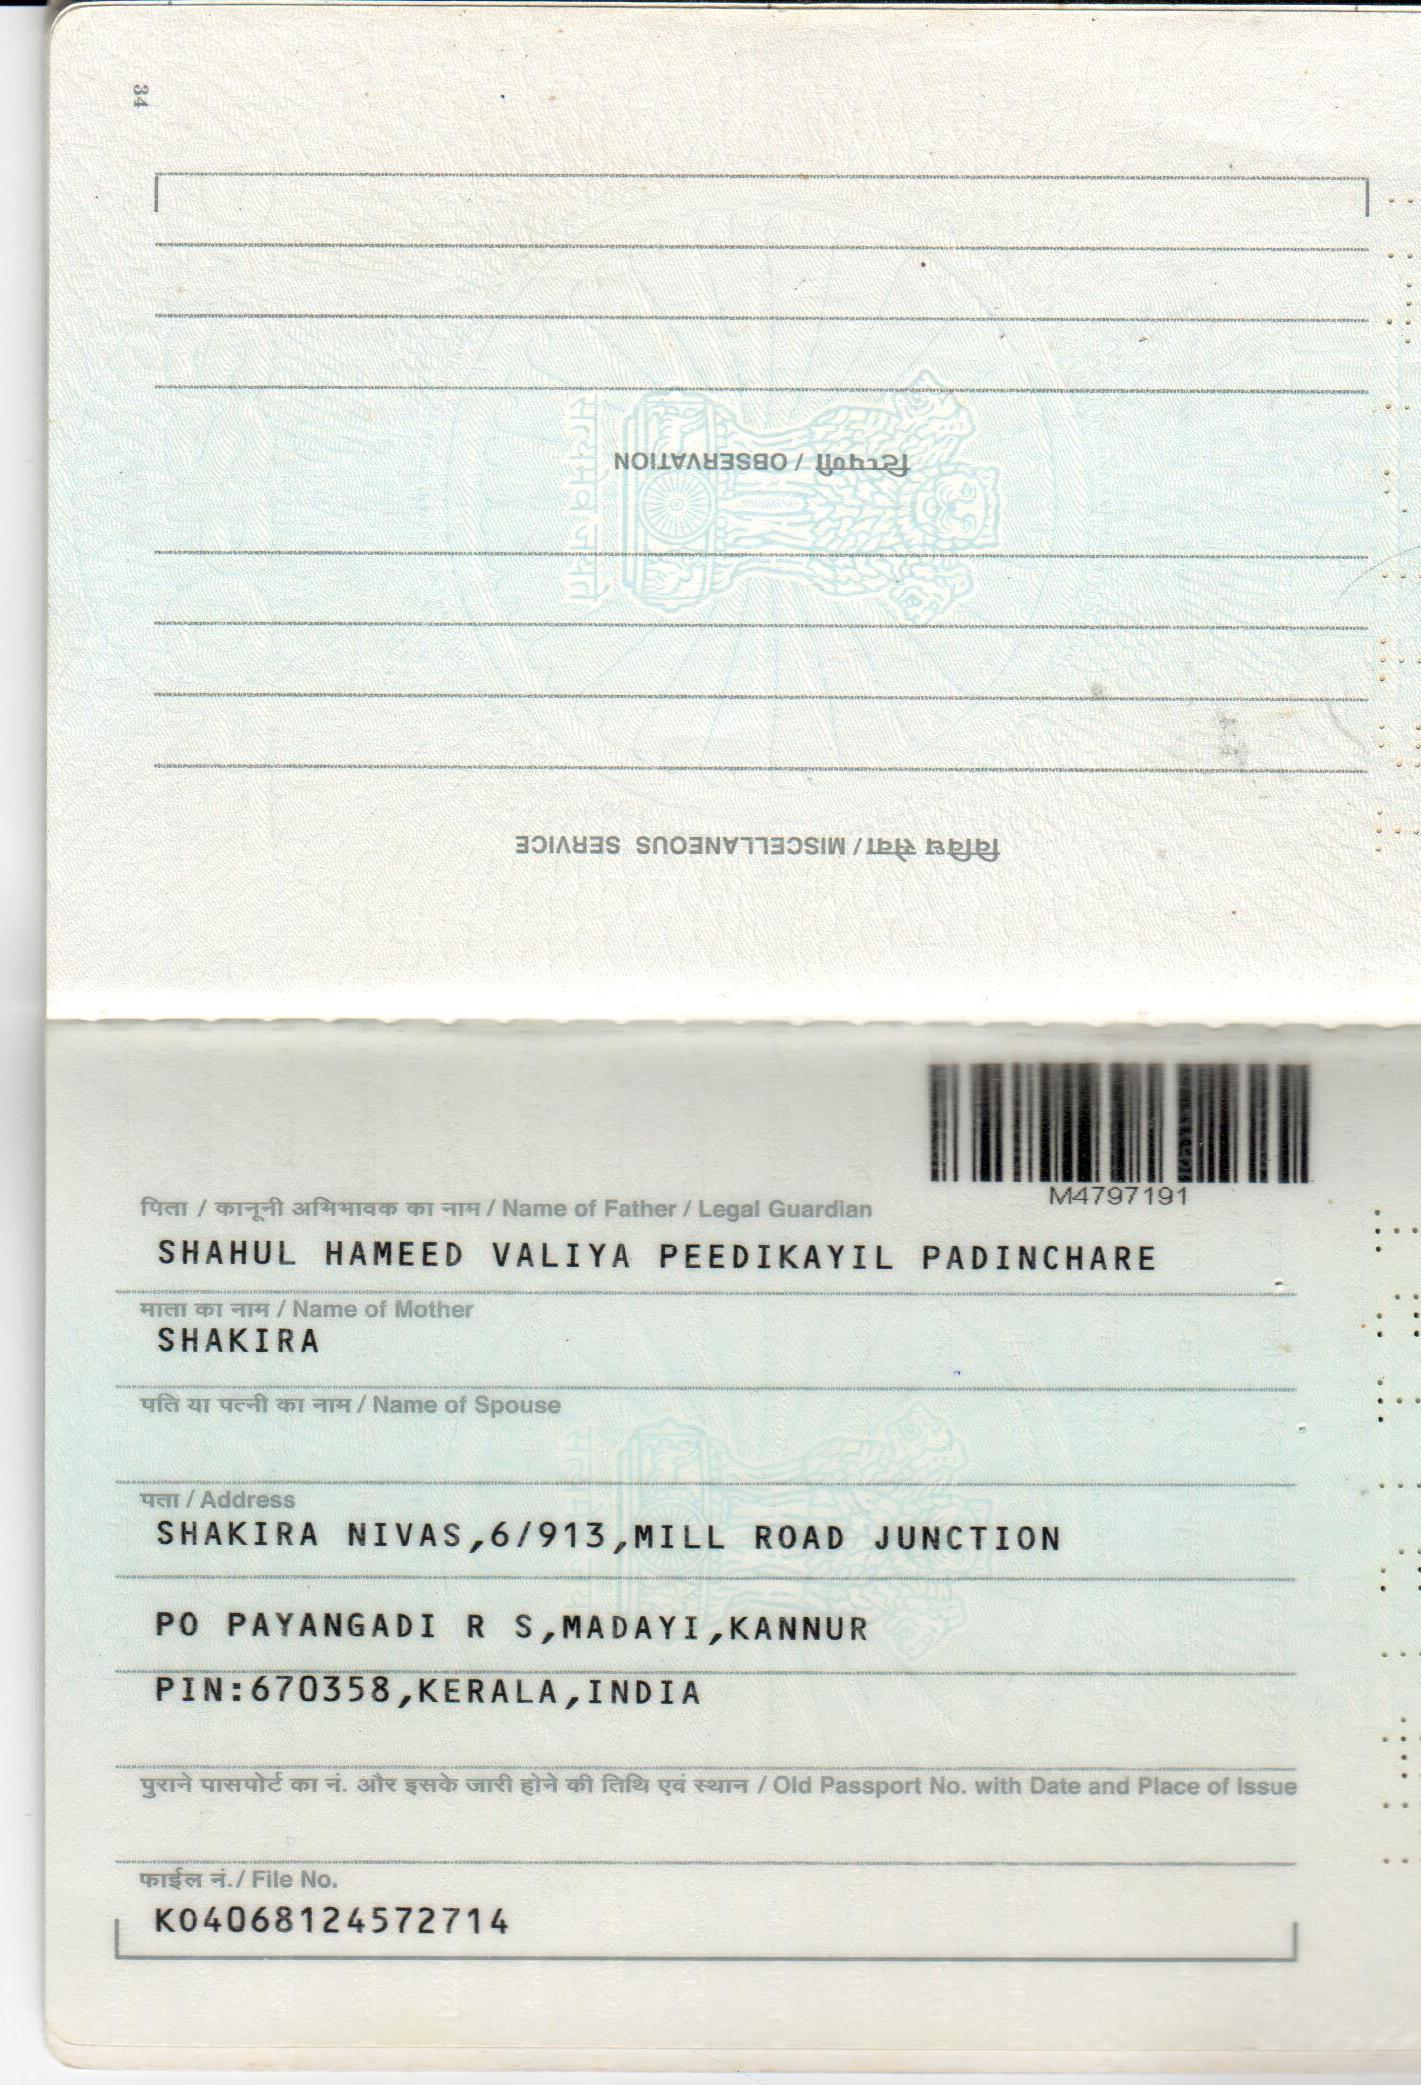 34
टिप्पणी / OBSERVATION
सत्यमेव जयते
विविध सेवा / MISCELLANEOUS SERVICE
M4797191
पिता / कानूनी अभिभावक का नाम / Name of Father / Legal Guardian
SHAHUL HAMEED VALIYA PEEDIKAYIL PADINCHARE
माता का नाम / Name of Mother
SHAKIRA
पति या पत्नी का नाम / Name of Spouse
पता / Address
SHAKIRA NIVAS,6/913,MILL ROAD JUNCTION
PO PAYANGADI R S,MADAYI,KANNUR
PIN:670358,KERALA,INDIA
पुराने पासपोर्ट का नं. और इसके जारी होने की तिथि एवं स्थान / Old Passport No. with Date and Place of Issue
फाईल नं./ File No.
K04068124572714